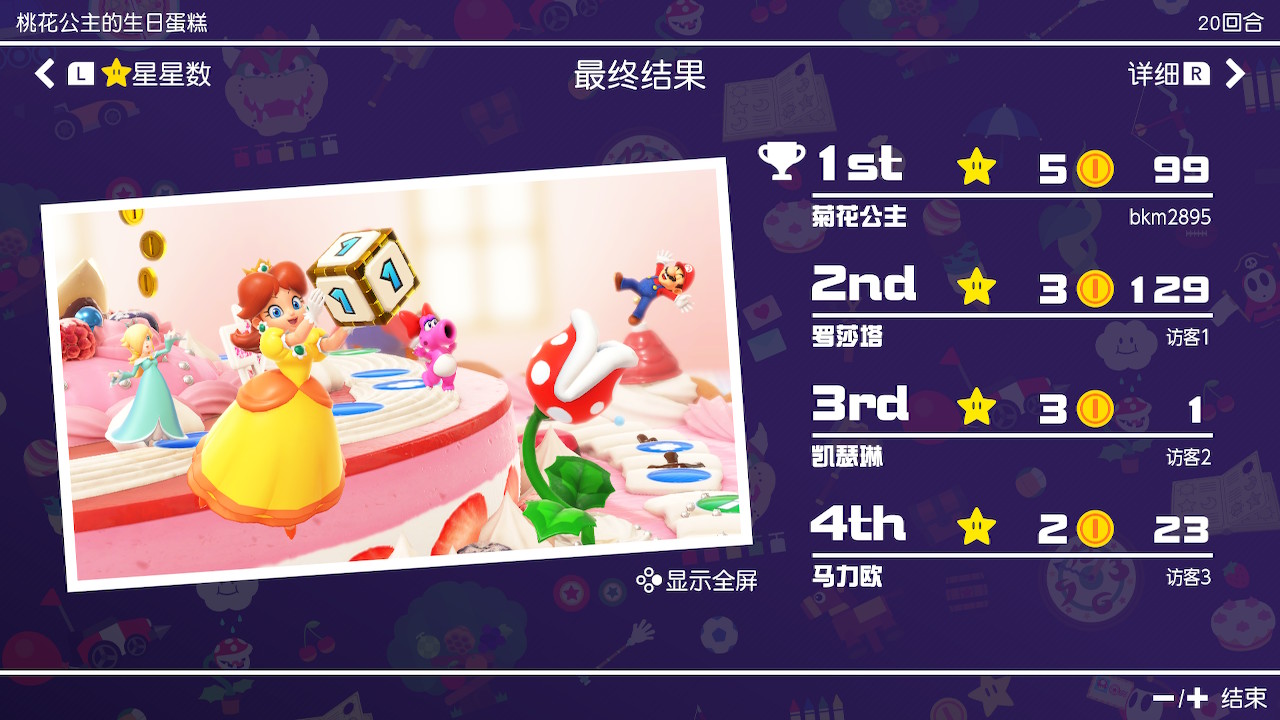 桃花公主的生日蛋糕
20回合
L 星星数
最终结果
详细 R
1st 5 99
菊花公主 bkm2895
2nd 3 129
罗莎塔 访客1
3rd 3 1
凯瑟琳 访客2
4th 2 23
马力欧 访客3
1 1 1
显示全屏
−/+ 结束